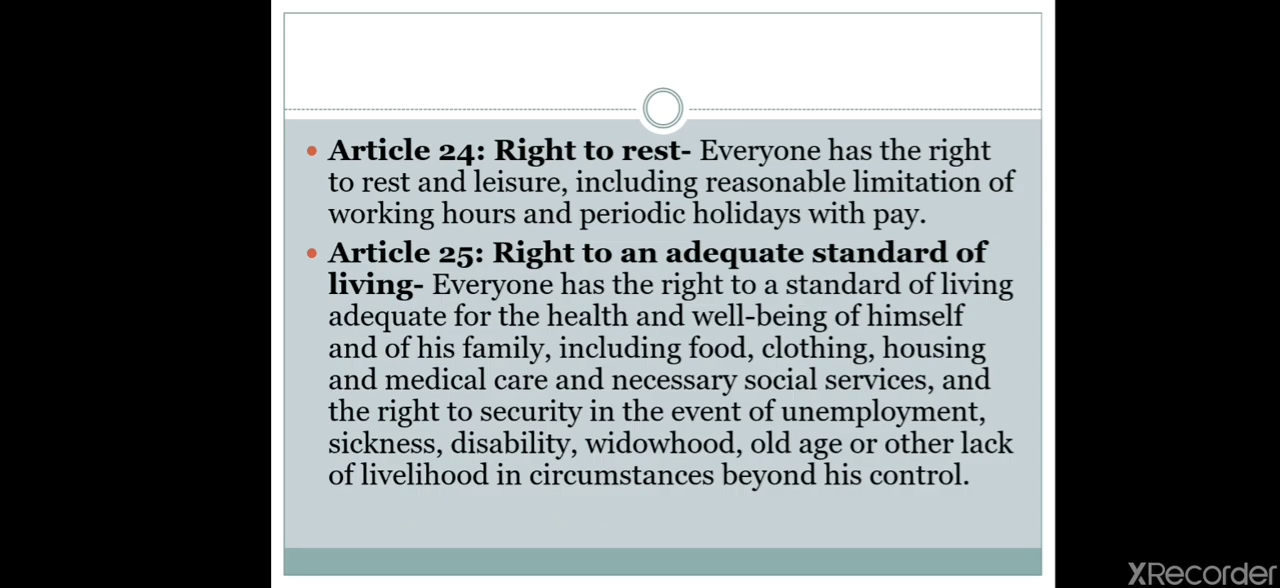 Article 24: Right to rest- Everyone has the right
to rest and leisure, including reasonable limitation of
working hours and periodic holidays with pay.
Article 25: Right to an adequate standard of
living- Everyone has the right to a standard of living
adequate for the health and well-being of himself
and of his family, including food, clothing, housing
and medical care and necessary social services, and
the right to security in the event of unemployment,
sickness, disability, widowhood, old age or other lack
of livelihood in circumstances beyond his control.
XRecorder